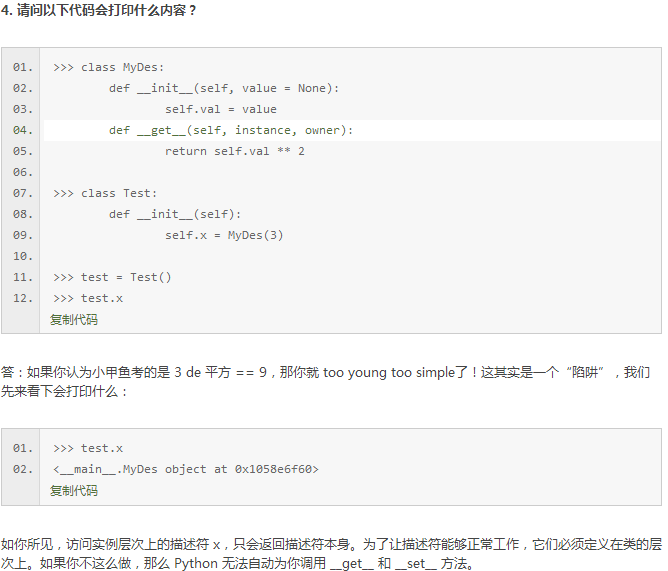 4. 请问以下代码会打印什么内容？
01. >>> class MyDes:
02.         def __init__(self, value = None):
03.                 self.val = value
04.         def __get__(self, instance, owner):
05.                 return self.val ** 2
06.
07. >>> class Test:
08.         def __init__(self):
09.                 self.x = MyDes(3)
10.
11. >>> test = Test()
12. >>> test.x
复制代码
答：如果你认为小甲鱼考的是 3 de 平方 == 9，那你就 too young too simple了！这其实是一个“陷阱”，我们
先来看下会打印什么：
01. >>> test.x
02. <__main__.MyDes object at 0x1058e6f60>
复制代码
如你所见，访问实例层次上的描述符 x，只会返回描述符本身。为了让描述符能够正常工作，它们必须定义在类的层
次上。如果你不这么做，那么 Python 无法自动为你调用 __get__ 和 __set__ 方法。